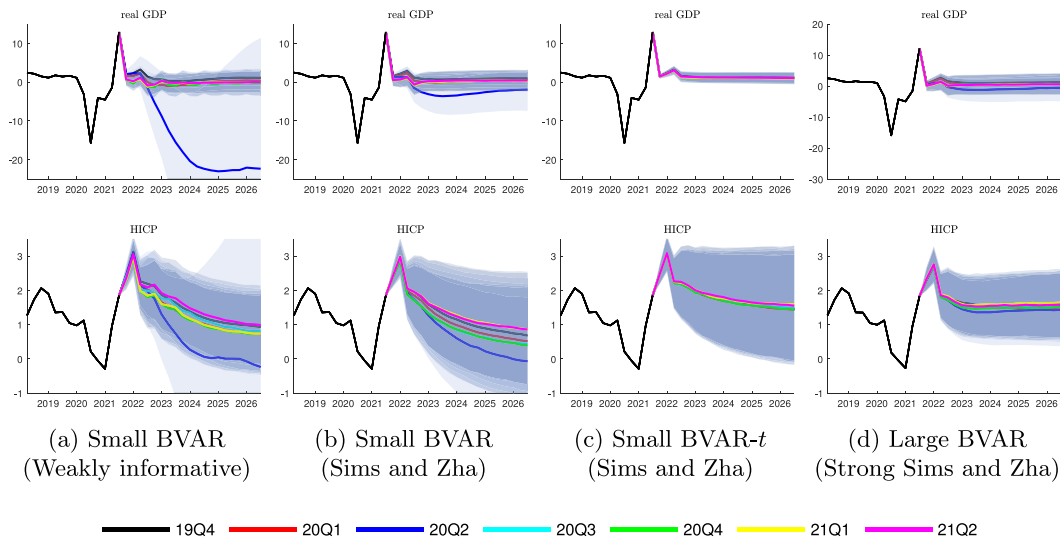 real GDP real GDP real GDP real GDP
10 10 10 20
0 0 0 10
-10 -10 -10 0
-20 -20 -20 -10
-20
-30
2019 2020 2021 2022 2023 2024 2025 2026 2019 2020 2021 2022 2023 2024 2025 2026 2019 2020 2021 2022 2023 2024 2025 2026 2019 2020 2021 2022 2023 2024 2025 2026
HICP HICP HICP HICP
3 3 3 3
2 2 2 2
1 1 1 1
0 0 0 0
-1 -1 -1 -1
2019 2020 2021 2022 2023 2024 2025 2026 2019 2020 2021 2022 2023 2024 2025 2026 2019 2020 2021 2022 2023 2024 2025 2026 2019 2020 2021 2022 2023 2024 2025 2026
(a) Small BVAR (b) Small BVAR (c) Small BVAR-t (d) Large BVAR
(Weakly informative) (Sims and Zha) (Sims and Zha) (Strong Sims and Zha)
19Q4 20Q1 20Q2 20Q3 20Q4 21Q1 21Q2